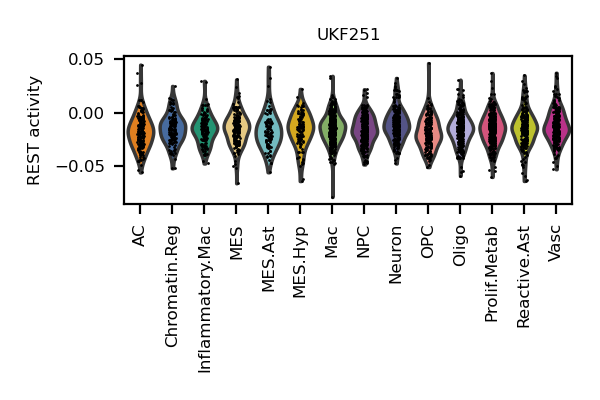 UKF251
REST activity
0.05
0.00
−0.05
AC
Chromatin.Reg
Inflammatory.Mac
MES
MES.Ast
MES.Hyp
Mac
NPC
Neuron
OPC
Oligo
Prolif.Metab
Reactive.Ast
Vasc